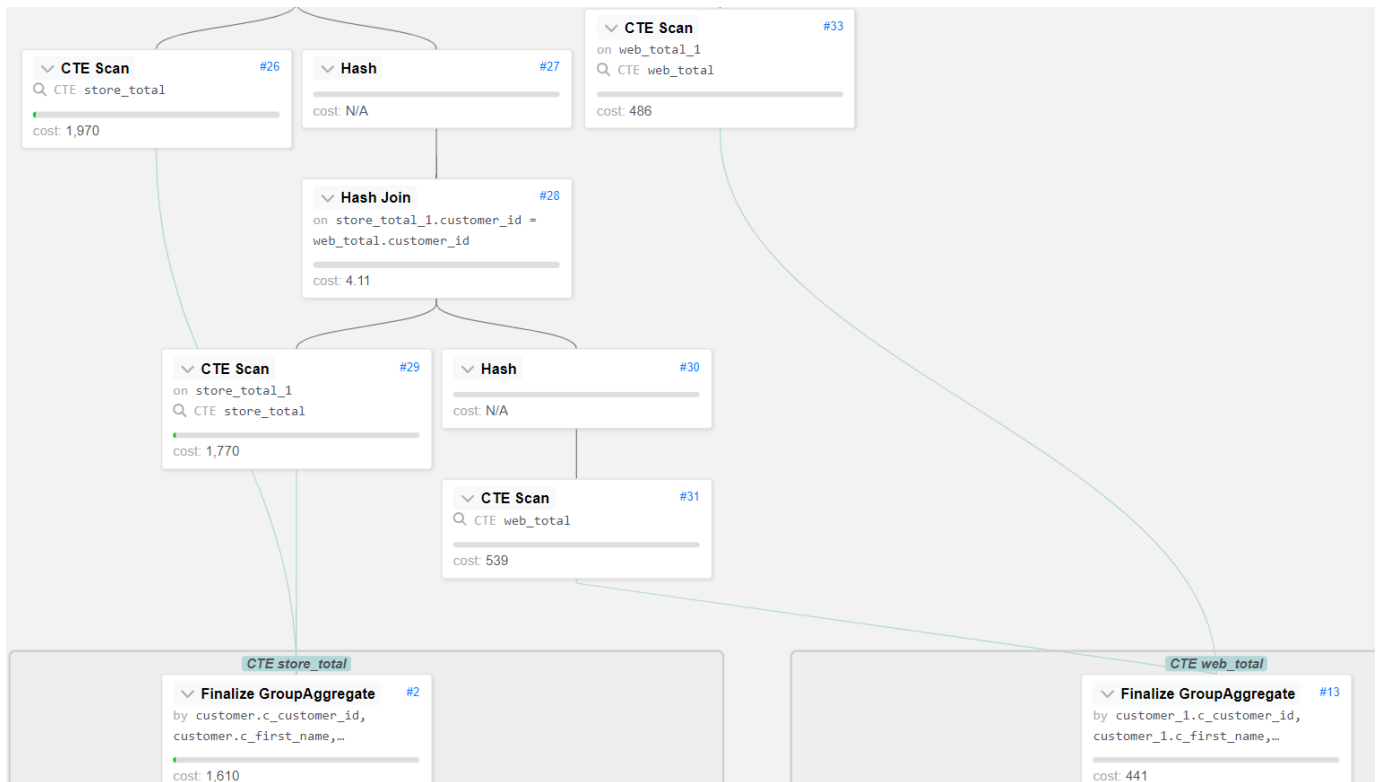 CTE Scan #26
CTE store_total
cost: 1,970
Hash #27
cost: N/A
CTE Scan #33
on web_total_1
CTE web_total
cost: 486
Hash Join #28
on store_total_1.customer_id =
web_total.customer_id
cost: 4.11
CTE Scan #29
on store_total_1
CTE store_total
cost: 1,770
Hash #30
cost: N/A
CTE Scan #31
CTE web_total
cost: 539
CTE store_total
Finalize GroupAggregate #2
by customer.c_customer_id,
customer.c_first_name,…
cost: 1,610
CTE web_total
Finalize GroupAggregate #13
by customer_1.c_customer_id,
customer_1.c_first_name,…
cost: 441